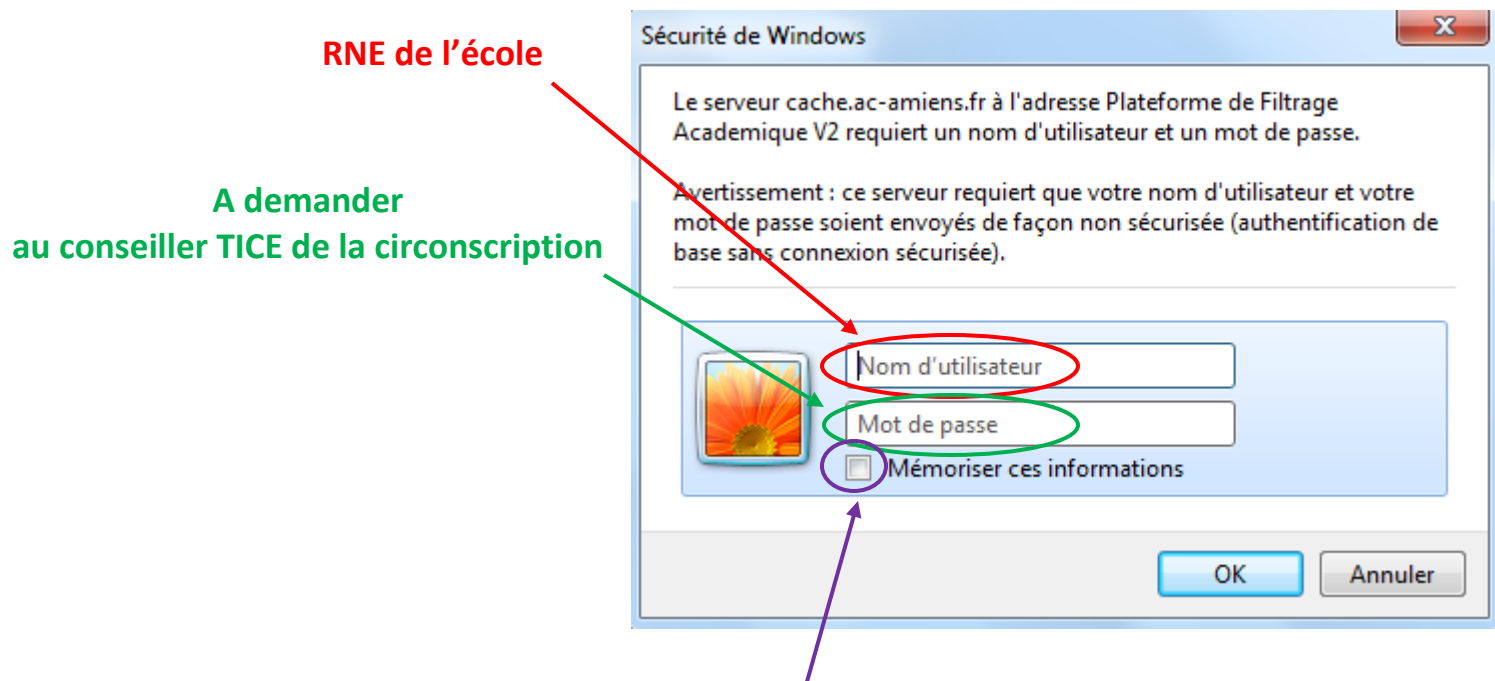 RNE de l’école
A demander
au conseiller TICE de la circonscription
Sécurité de Windows
Le serveur cache.ac-amiens.fr à l'adresse Plateforme de Filtrage
Academique V2 requiert un nom d'utilisateur et un mot de passe.
Avertissement : ce serveur requiert que votre nom d'utilisateur et votre
mot de passe soient envoyés de façon non sécurisée (authentification de
base sans connexion sécurisée).
Nom d'utilisateur
Mot de passe
Mémoriser ces informations
OK
Annuler